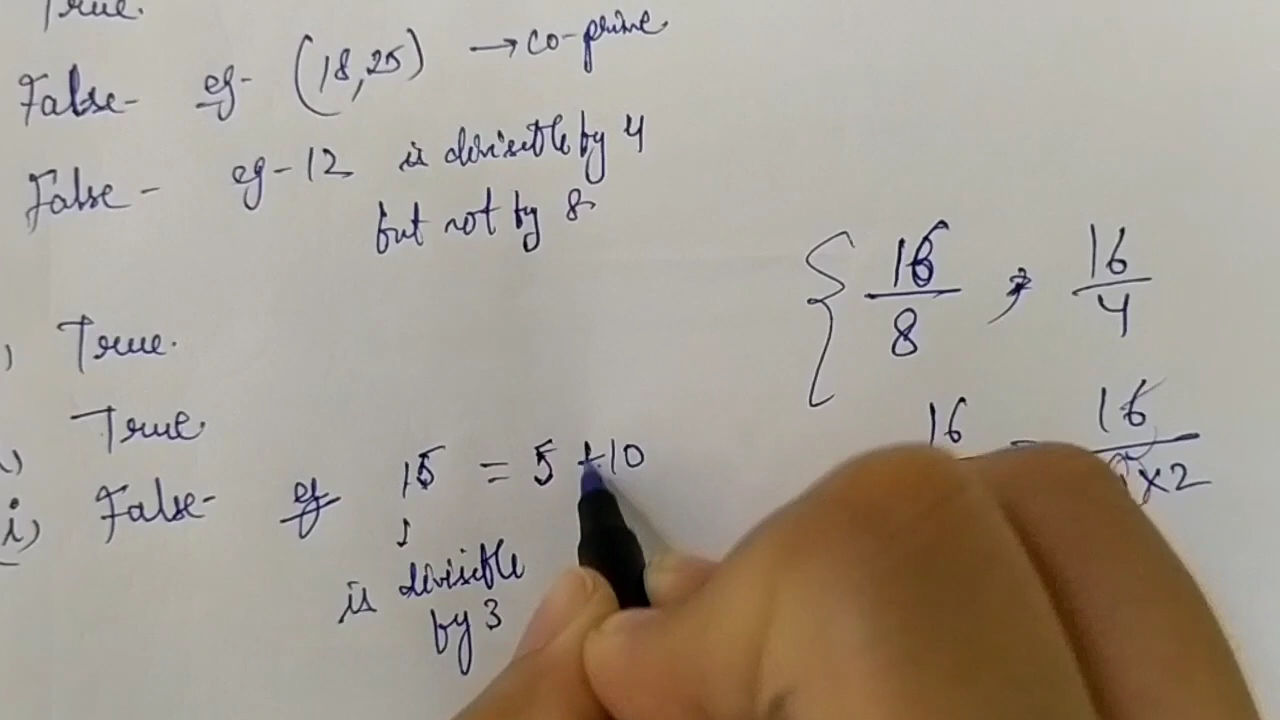 True.
False- eg- (18,25) → co-prime.
False - eg-12 is divisible by 4
but not by 8
) True.
) True.
i) False- eg 15 = 5 + 10
↓
is divisible
by 3
{ 16/8 , 16/4
16 = 16
×2